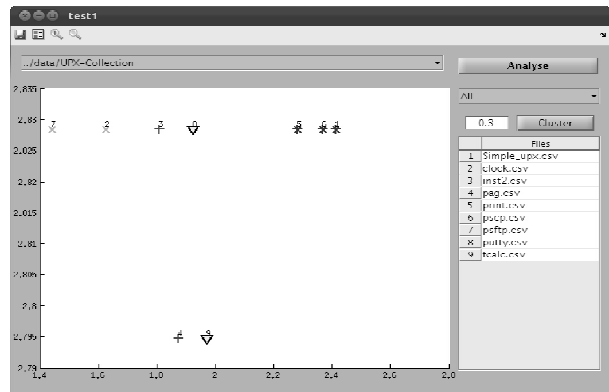 test1
../data/UPX-Collection
Analyse
All
0.3 Cluster
Files
1 Simple_upx.csv
2 clock.csv
3 inst2.csv
4 pag.csv
5 print.csv
6 pscp.csv
7 psftp.csv
8 putty.csv
9 tcalc.csv
2,835
2,83
2,825
2,82
2,815
2,81
2,805
2,8
2,795
2,79
7 2 3 8 5 6 1
4 9
1,4 1,6 1,8 2 2,2 2,4 2,6 2,8